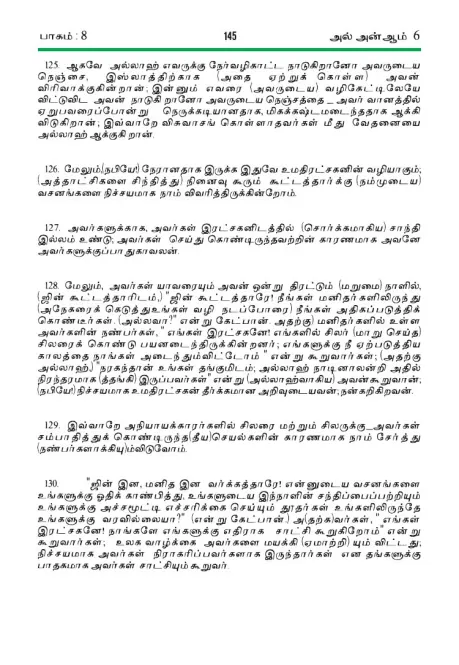 பாகம் : 8 145 அல் அன்ஆம் 6
125. ஆகவே அல்லாஹ் எவருக்கு நேர்வழிகாட்ட நாடுகிறானோ அவருடைய
நெஞ்சை, இஸ்லாத்திற்காக (அதை ஏற்றுக் கொள்ள) அவன்
விரிவாக்குகின்றான்; இன்னும் எவரை (அவருடைய) வழிகேட்டிலேயே
விட்டுவிட அவன் நாடுகிறானோ அவருடைய நெஞ்சத்தை _ அவர் வானத்தில்
ஏறுபவரைப்போன்று நெருக்கடியானதாக, மிகக்கஷ்டமடைந்ததாக ஆக்கி
விடுகிறான்; இவ்வாறே விசுவாசங் கொள்ளாதவர்கள் மீது வேதனையை
அல்லாஹ் ஆக்குகிறான்.
126. மேலும்,(நபியே!) நேரானதாக இருக்க இதுவே உமதிரட்சகனின் வழியாகும்;
(அத்தாட்சிகளை சிந்தித்து) நினைவு கூரும் கூட்டத்தார்க்கு (நம்முடைய)
வசனங்களை நிச்சயமாக நாம் விவரித்திருக்கின்றோம்.
127. அவர்களுக்காக, அவர்கள் இரட்சகனிடத்தில் (சொர்க்கமாகிய) சாந்தி
இல்லம் உண்டு; அவர்கள் செய்து கொண்டிருந்தவற்றின் காரணமாக அவனே
அவர்களுக்குப் பாதுகாவலன்.
128. மேலும், அவர்கள் யாவரையும் அவன் ஒன்று திரட்டும் (மறுமை) நாளில்,
(ஜின் கூட்டத்தாரிடம்,) "ஜின் கூட்டத்தாரே! நீங்கள் மனிதர்களிலிருந்து
(அநேகரைக் கெடுத்துஉங்கள் வழி நடப்போரை) நீங்கள் அதிகப்படுத்திக்
கொண்டீர்கள். (அல்லவா?" என்று கேட்பான். அதற்கு) மனிதர்களில் உள்ள
அவர்களின் நண்பர்கள், " எங்கள் இரட்சகனே! எங்களில் சிலர் (மாறு செய்த)
சிலரைக் கொண்டு பயனடைந்திருக்கின்றனர்; எங்களுக்கு நீ ஏற்படுத்திய
காலத்தை நாங்கள் அடைந்தும்விட்டோம் " என்று கூறுவார்கள்; (அதற்கு
அல்லாஹ்,) "நரகந்தான் உங்கள் தங்குமிடம்; அல்லாஹ் நாடினாலன்றி அதில்
நிரந்தரமாக (த்தங்கி) இருப்பவர்கள்" என்று (அல்லாஹ்வாகிய) அவன்கூறுவான்;
(நபியே!) நிச்சயமாக உமதிரட்சகன் தீர்க்கமான அறிவுடையவன்; நன்கறிகிறவன்.
129. இவ்வாறே அநியாயக்காரர்களில் சிலரை மற்றும் சிலருக்கு_அவர்கள்
சம்பாதித்துக் கொண்டிருந்த(தீய)செயல்களின் காரணமாக நாம் சேர்த்து
(நண்பர்களாக்கியு)ம்விடுவோம்.
130. "ஜின் இன, மனித இன வர்க்கத்தாரே! என்னுடைய வசனங்களை
உங்களுக்கு ஓதிக் காண்பித்து, உங்களுடைய இந்நாளின் சந்திப்பைப்பற்றியும்
உங்களுக்கு அச்சமூட்டி எச்சரிக்கை செய்யும் தூதர்கள் உங்களிலிருந்தே
உங்களுக்கு வரவில்லையா?" (என்று கேட்பான்.) அ(தற்க)வர்கள், " எங்கள்
இரட்சகனே! நாங்களே எங்களுக்கு எதிராக சாட்சி கூறுகிறோம்" என்று
கூறுவார்கள்; உலக வாழ்க்கை அவர்களை மயக்கி (ஏமாற்றி) யும் விட்டது;
நிச்சயமாக அவர்கள் நிராகரிப்பவர்களாக இருந்தார்கள் என தங்களுக்கு
பாதகமாக அவர்கள் சாட்சியும் கூறுவர்.